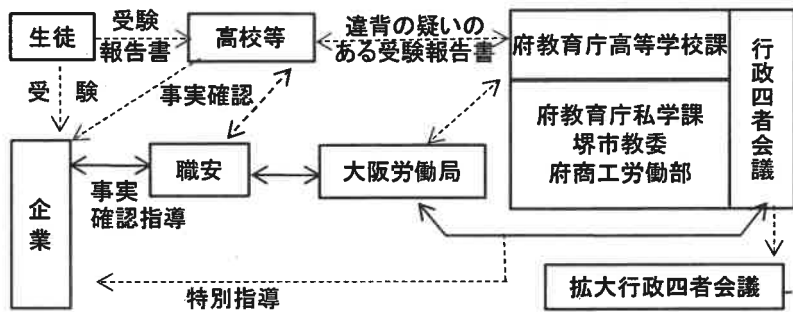 生徒
受験
報告書
高校等
違背の疑いの
ある受験報告書
府教育庁高等学校課
行政四者会議
受 験
事実確認
府教育庁私学課
堺市教委
府商工労働部
企業
職安
大阪労働局
事実
確認指導
特別指導
拡大行政四者会議